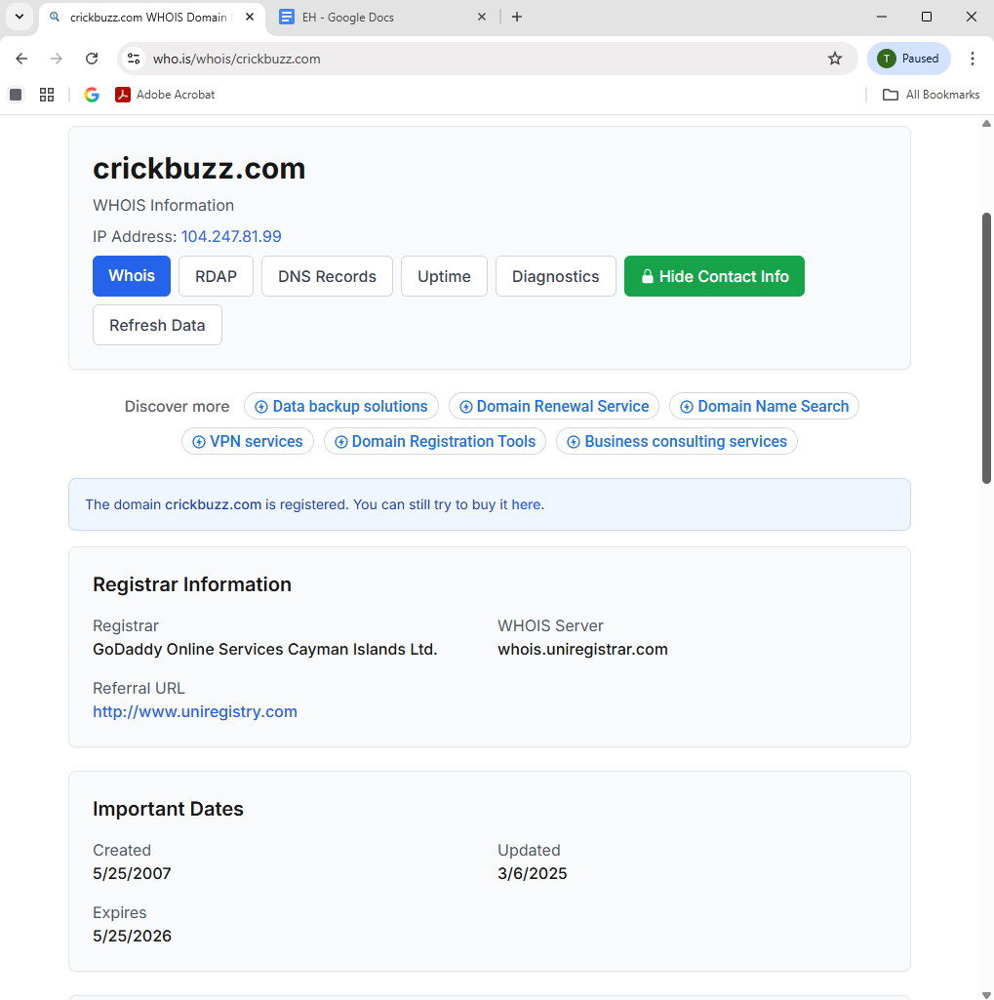 crickbuzz.com WHOIS Domain
EH - Google Docs
who.is/whois/crickbuzz.com
T
Paused
Adobe Acrobat
All Bookmarks
crickbuzz.com
WHOIS Information
IP Address: 104.247.81.99
Whois
RDAP
DNS Records
Uptime
Diagnostics
Hide Contact Info
Refresh Data
Discover more
Data backup solutions
Domain Renewal Service
Domain Name Search
VPN services
Domain Registration Tools
Business consulting services
The domain crickbuzz.com is registered. You can still try to buy it here.
Registrar Information
Registrar
GoDaddy Online Services Cayman Islands Ltd.
WHOIS Server
whois.uniregistrar.com
Referral URL
http://www.uniregistry.com
Important Dates
Created
5/25/2007
Updated
3/6/2025
Expires
5/25/2026